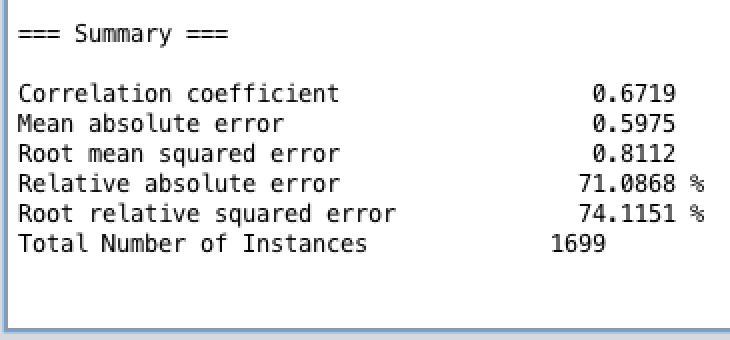 === Summary ===
Correlation coefficient 0.6719
Mean absolute error 0.5975
Root mean squared error 0.8112
Relative absolute error 71.0868 %
Root relative squared error 74.1151 %
Total Number of Instances 1699